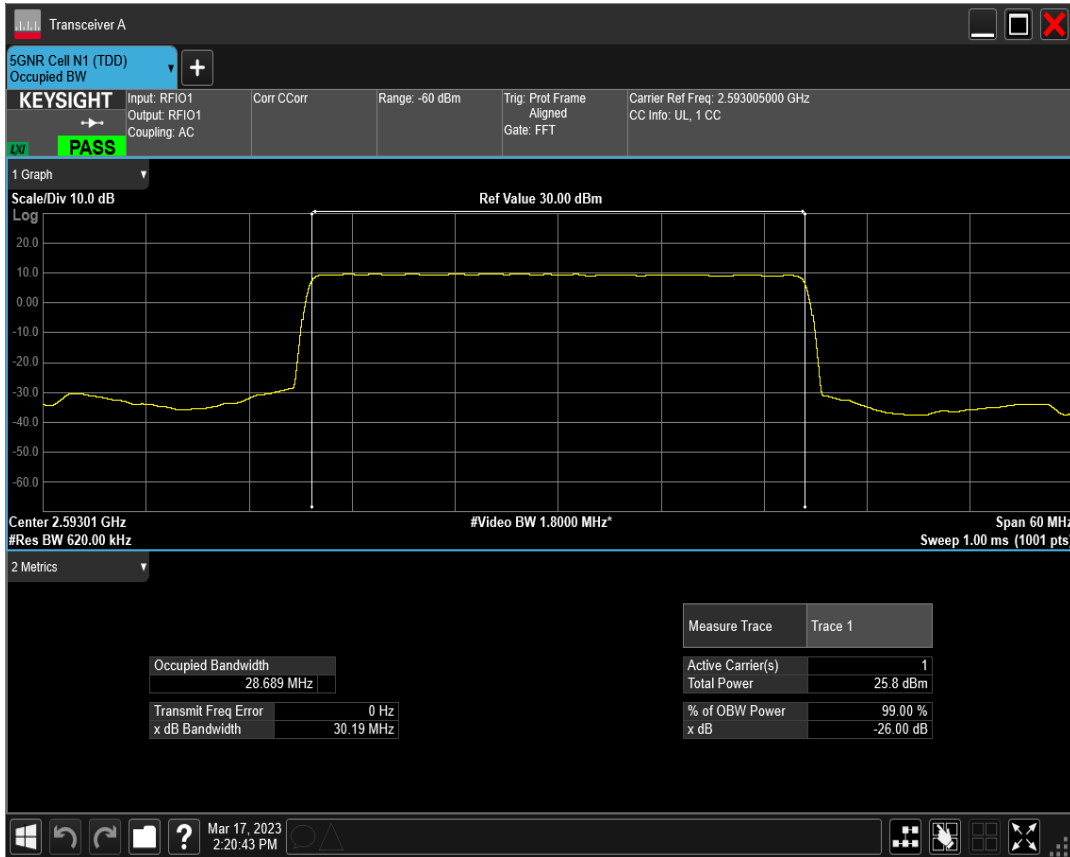 Transceiver A
5GNR Cell N1 (TDD)
Occupied BW
+
KEYSIGHT
LXI
PASS
Input: RFIO1
Output: RFIO1
Coupling: AC
Corr CCorr
Range: -60 dBm
Trig: Prot Frame
Aligned
Gate: FFT
Carrier Ref Freq: 2.593005000 GHz
CC Info: UL, 1 CC
1 Graph
Scale/Div 10.0 dB
Ref Value 30.00 dBm
Log
20.0
10.0
0.00
-10.0
-20.0
-30.0
-40.0
-50.0
-60.0
Center 2.59301 GHz
#Video BW 1.8000 MHz*
Span 60 MHz
#Res BW 620.00 kHz
Sweep 1.00 ms (1001 pts)
2 Metrics
Measure Trace Trace 1
Occupied Bandwidth
28.689 MHz
Active Carrier(s) 1
Total Power 25.8 dBm
Transmit Freq Error 0 Hz
x dB Bandwidth 30.19 MHz
% of OBW Power 99.00 %
x dB -26.00 dB
?
Mar 17, 2023
2:20:43 PM